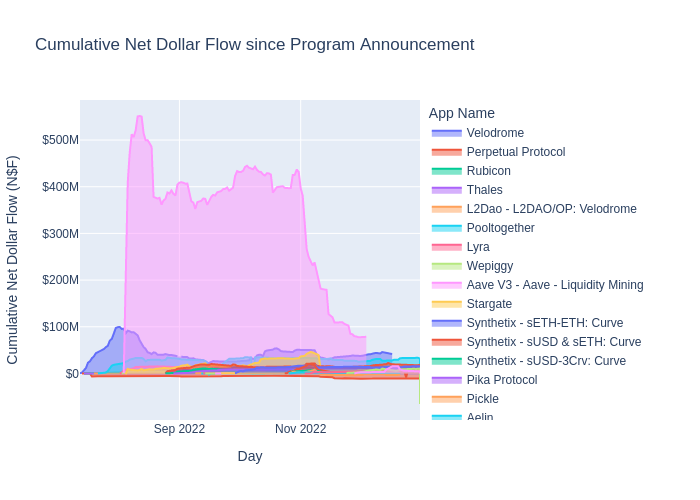 Cumulative Net Dollar Flow since Program Announcement
App Name
Velodrome
Perpetual Protocol
Rubicon
Thales
L2Dao - L2DAO/OP: Velodrome
Pooltogether
Lyra
Wepiggy
Aave V3 - Aave - Liquidity Mining
Stargate
Synthetix - sETH-ETH: Curve
Synthetix - sUSD & sETH: Curve
Synthetix - sUSD-3Crv: Curve
Pika Protocol
Pickle
Aelin
$500M
$400M
$300M
$200M
$100M
$0
Cumulative Net Dollar Flow (N$F)
Sep 2022
Nov 2022
Day